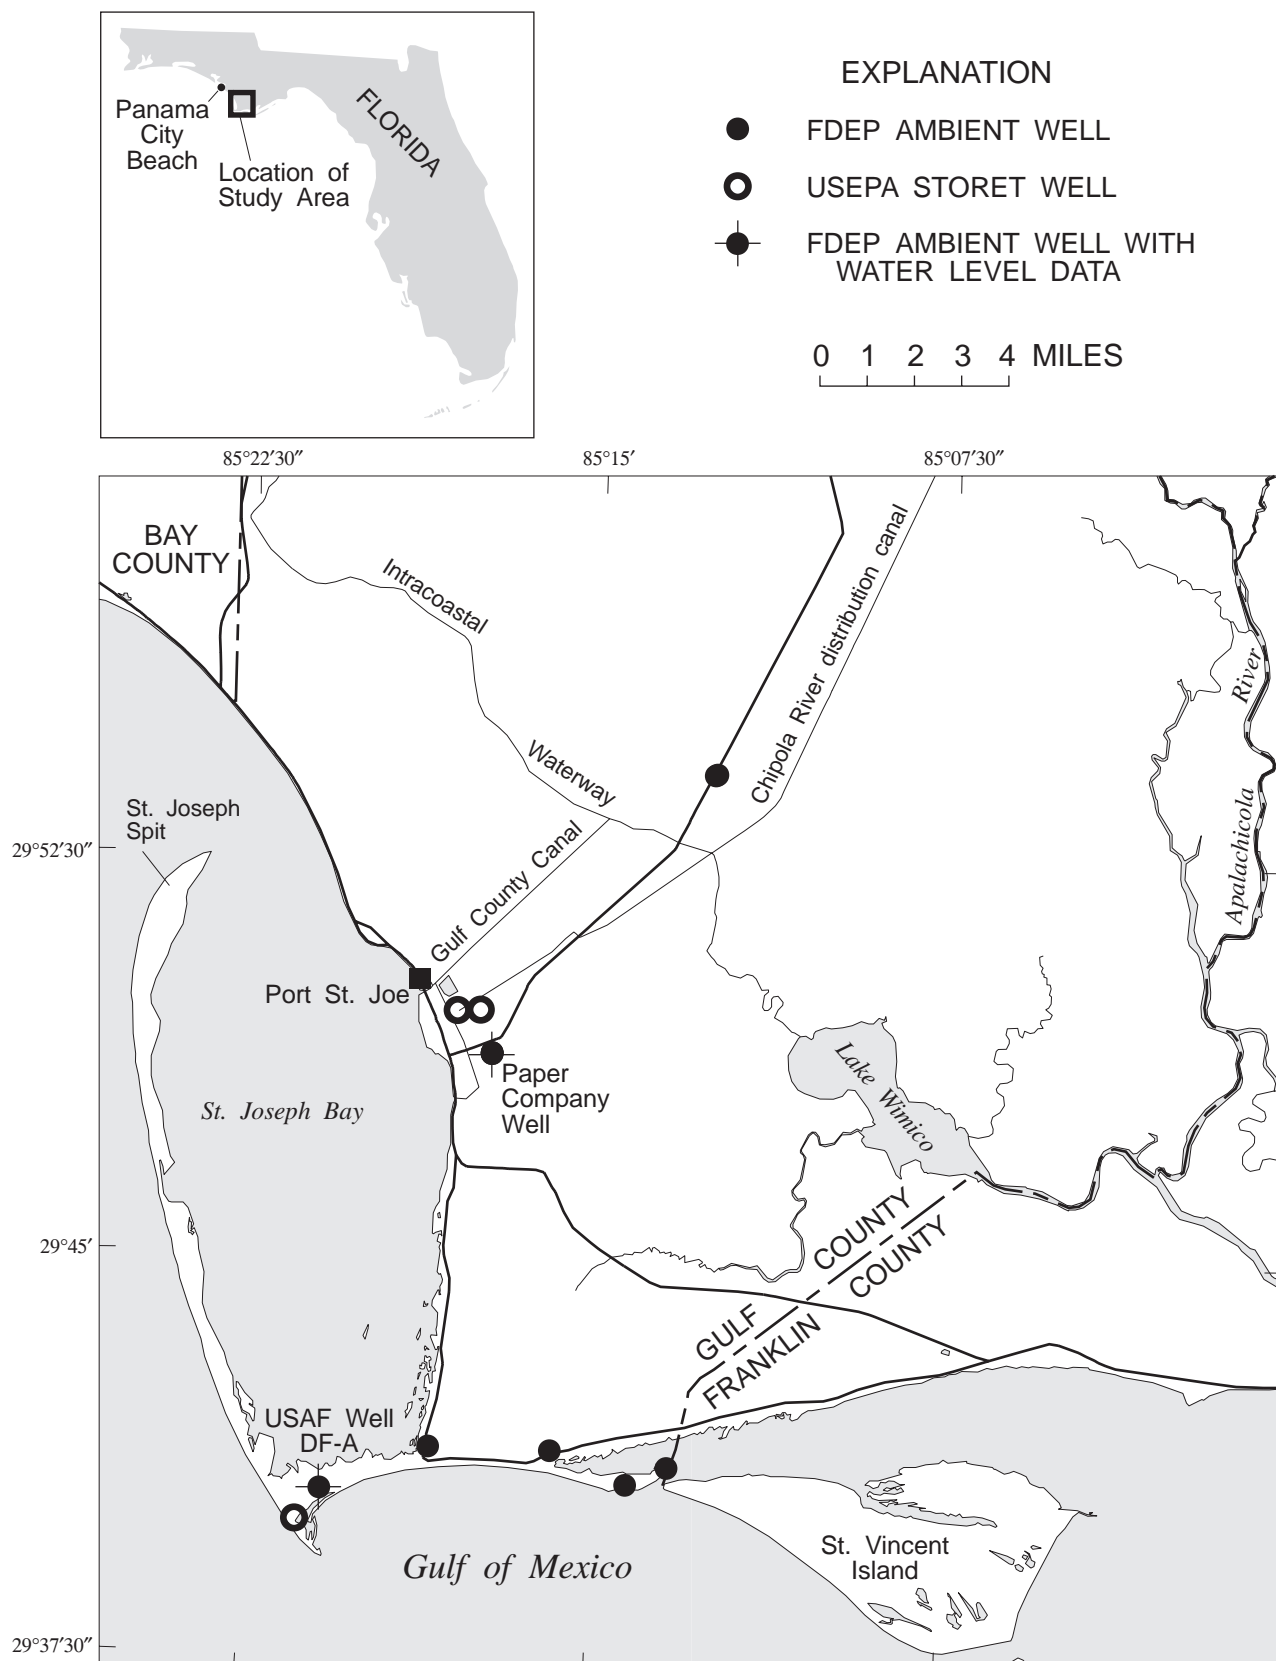 Panama
City
Beach
FLORIDA
Location of
Study Area
EXPLANATION
FDEP AMBIENT WELL
USEPA STORET WELL
FDEP AMBIENT WELL WITH
WATER LEVEL DATA
0 1 2 3 4 MILES
85°22′30″ 85°15′ 85°07′30″
BAY
COUNTY
Intracoastal
Waterway
Chipola River distribution canal
River
Apalachicola
St. Joseph
Spit
29°52′30″
Gulf County Canal
Port St. Joe
Paper
Company
Well
St. Joseph Bay
Lake Wimico
29°45′
GULF COUNTY
FRANKLIN COUNTY
USAF Well
DF-A
St. Vincent
Island
Gulf of Mexico
29°37′30″